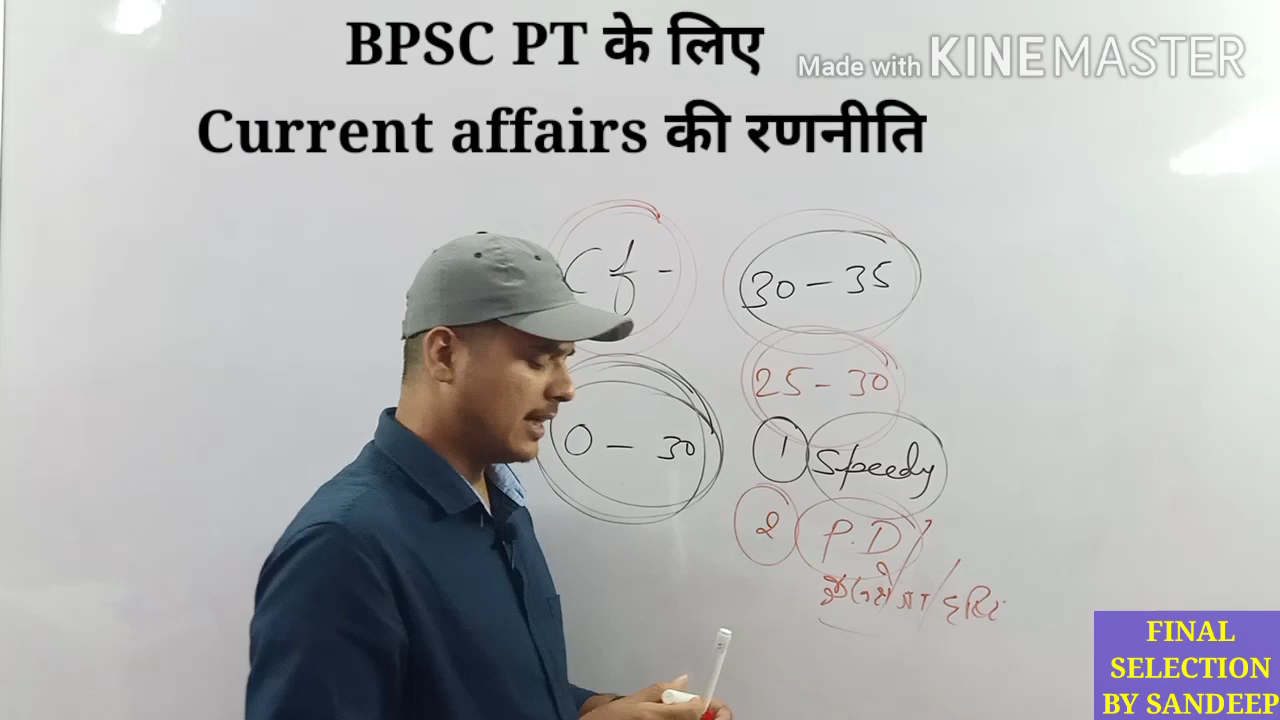 BPSC PT के लिए
Made with KINEMASTER
Current affairs की रणनीति
Cf - 30 - 35
25 - 30
0 - 30
1 Speedy
2 P.D /
FINAL
SELECTION
BY SANDEEP